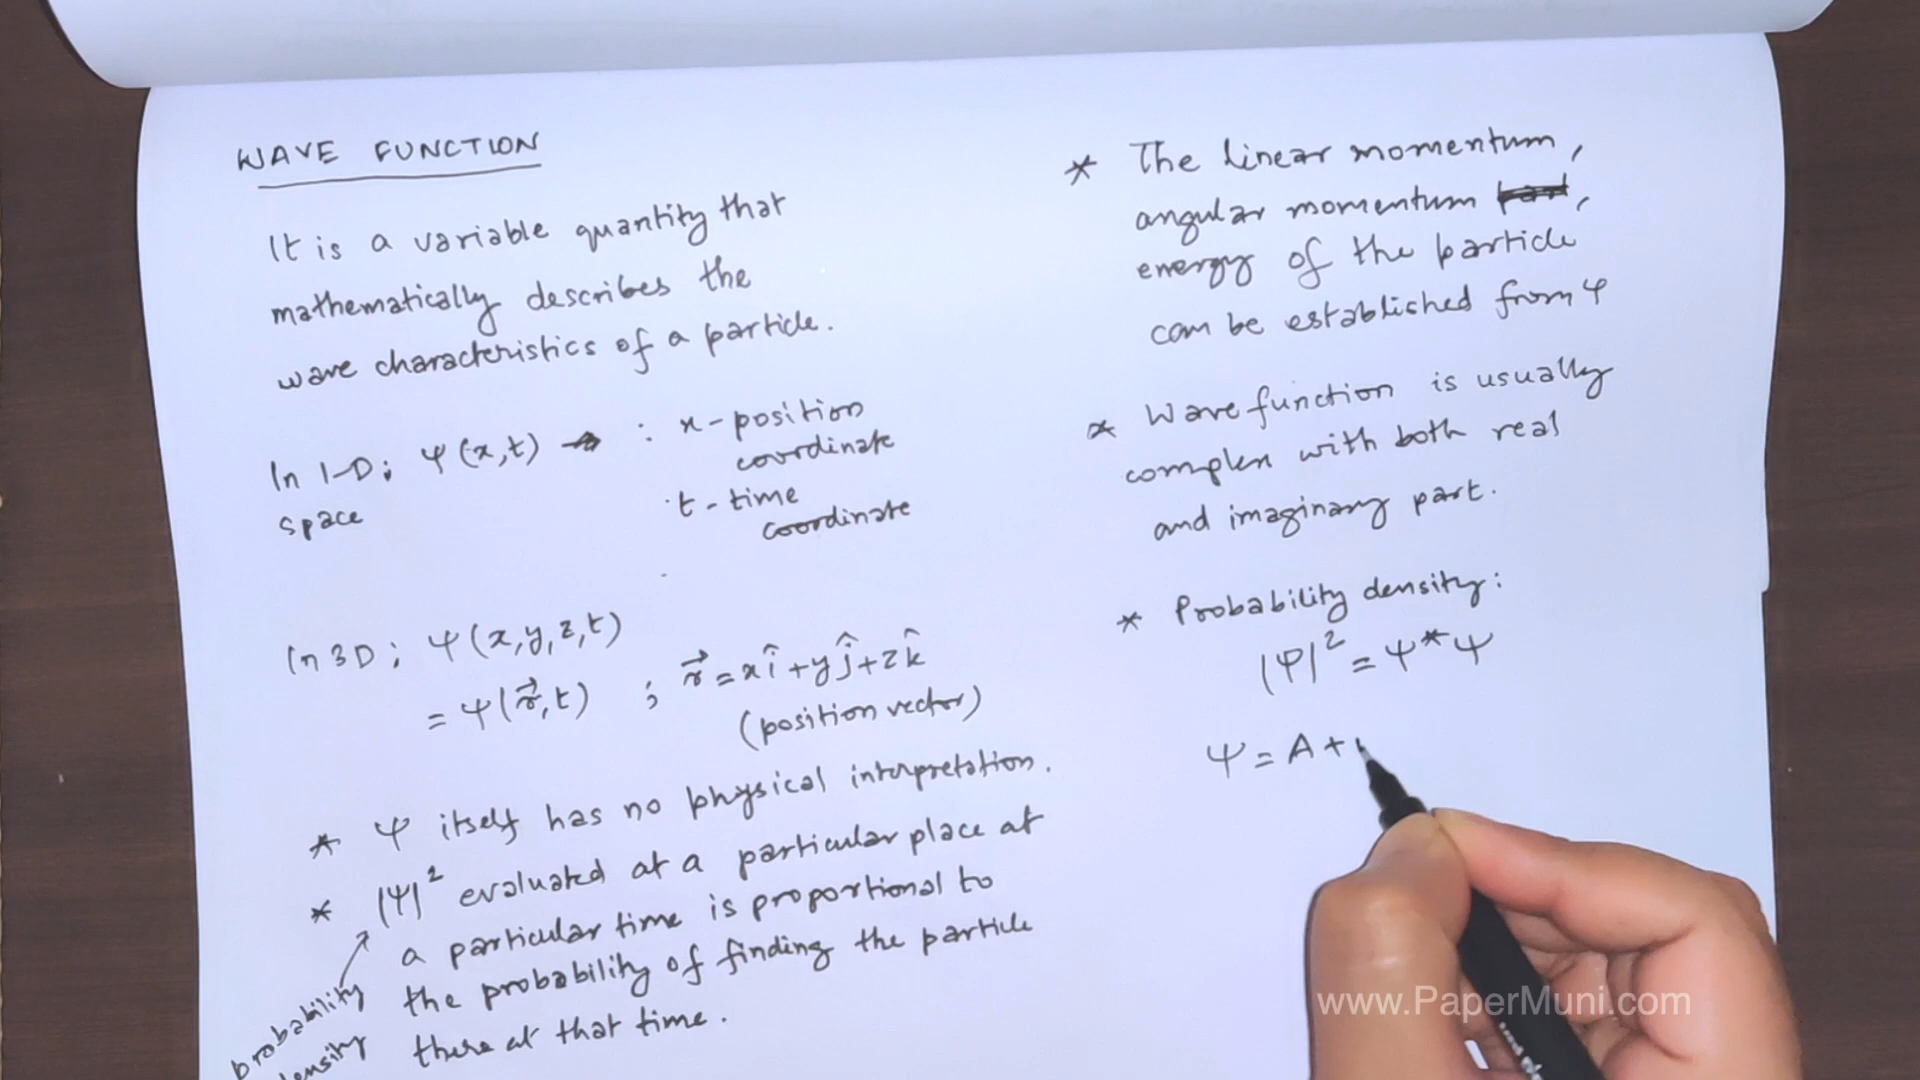 WAVE FUNCTION
It is a variable quantity that
mathematically describes the
wave characteristics of a particle.
In 1-D; ψ(x,t) → : x-position
space
coordinate
t - time
coordinate
In 3D; ψ(x,y,z,t)
= ψ(r⃗,t) ; r⃗ = xî + yĵ + zk̂
(position vector)
* ψ itself has no physical interpretation.
* |ψ|² evaluated at a particular place at
a particular time is proportional to
the probability of finding the particle
there at that time.
probability
density
* The linear momentum,
angular momentum ,
energy of the particle
can be established from ψ
* Wave function is usually
complex with both real
and imaginary part.
* Probability density:
|ψ|² = ψ*ψ
ψ = A +
www.PaperMuni.com